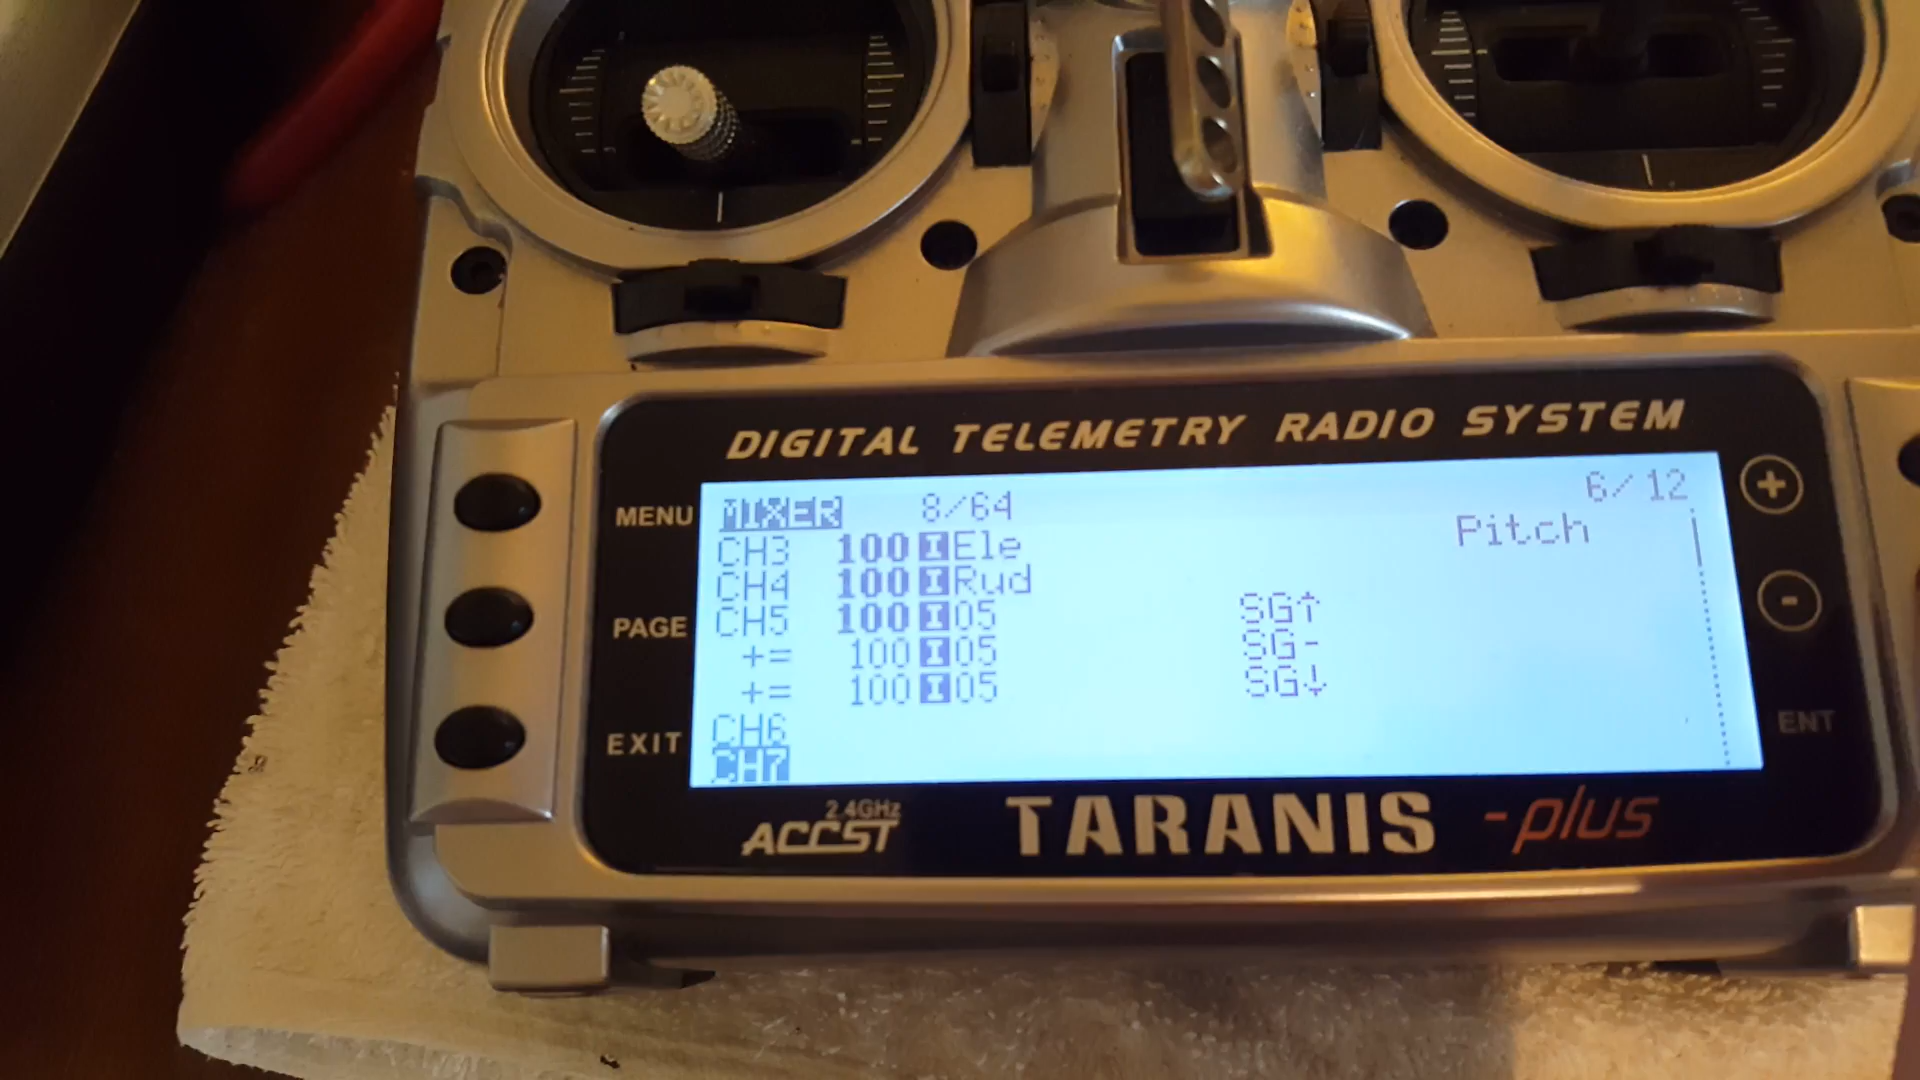 DIGITAL TELEMETRY RADIO SYSTEM
MENU
PAGE
EXIT
MIXER 8/64 6/12
CH3 100 I Ele Pitch
CH4 100 I Rud
CH5 100 I 05 SG↑
+= 100 I 05 SG-
+= 100 I 05 SG↓
CH6
CH7
+
-
ENT
2.4GHz
ACCST
TARANIS -plus